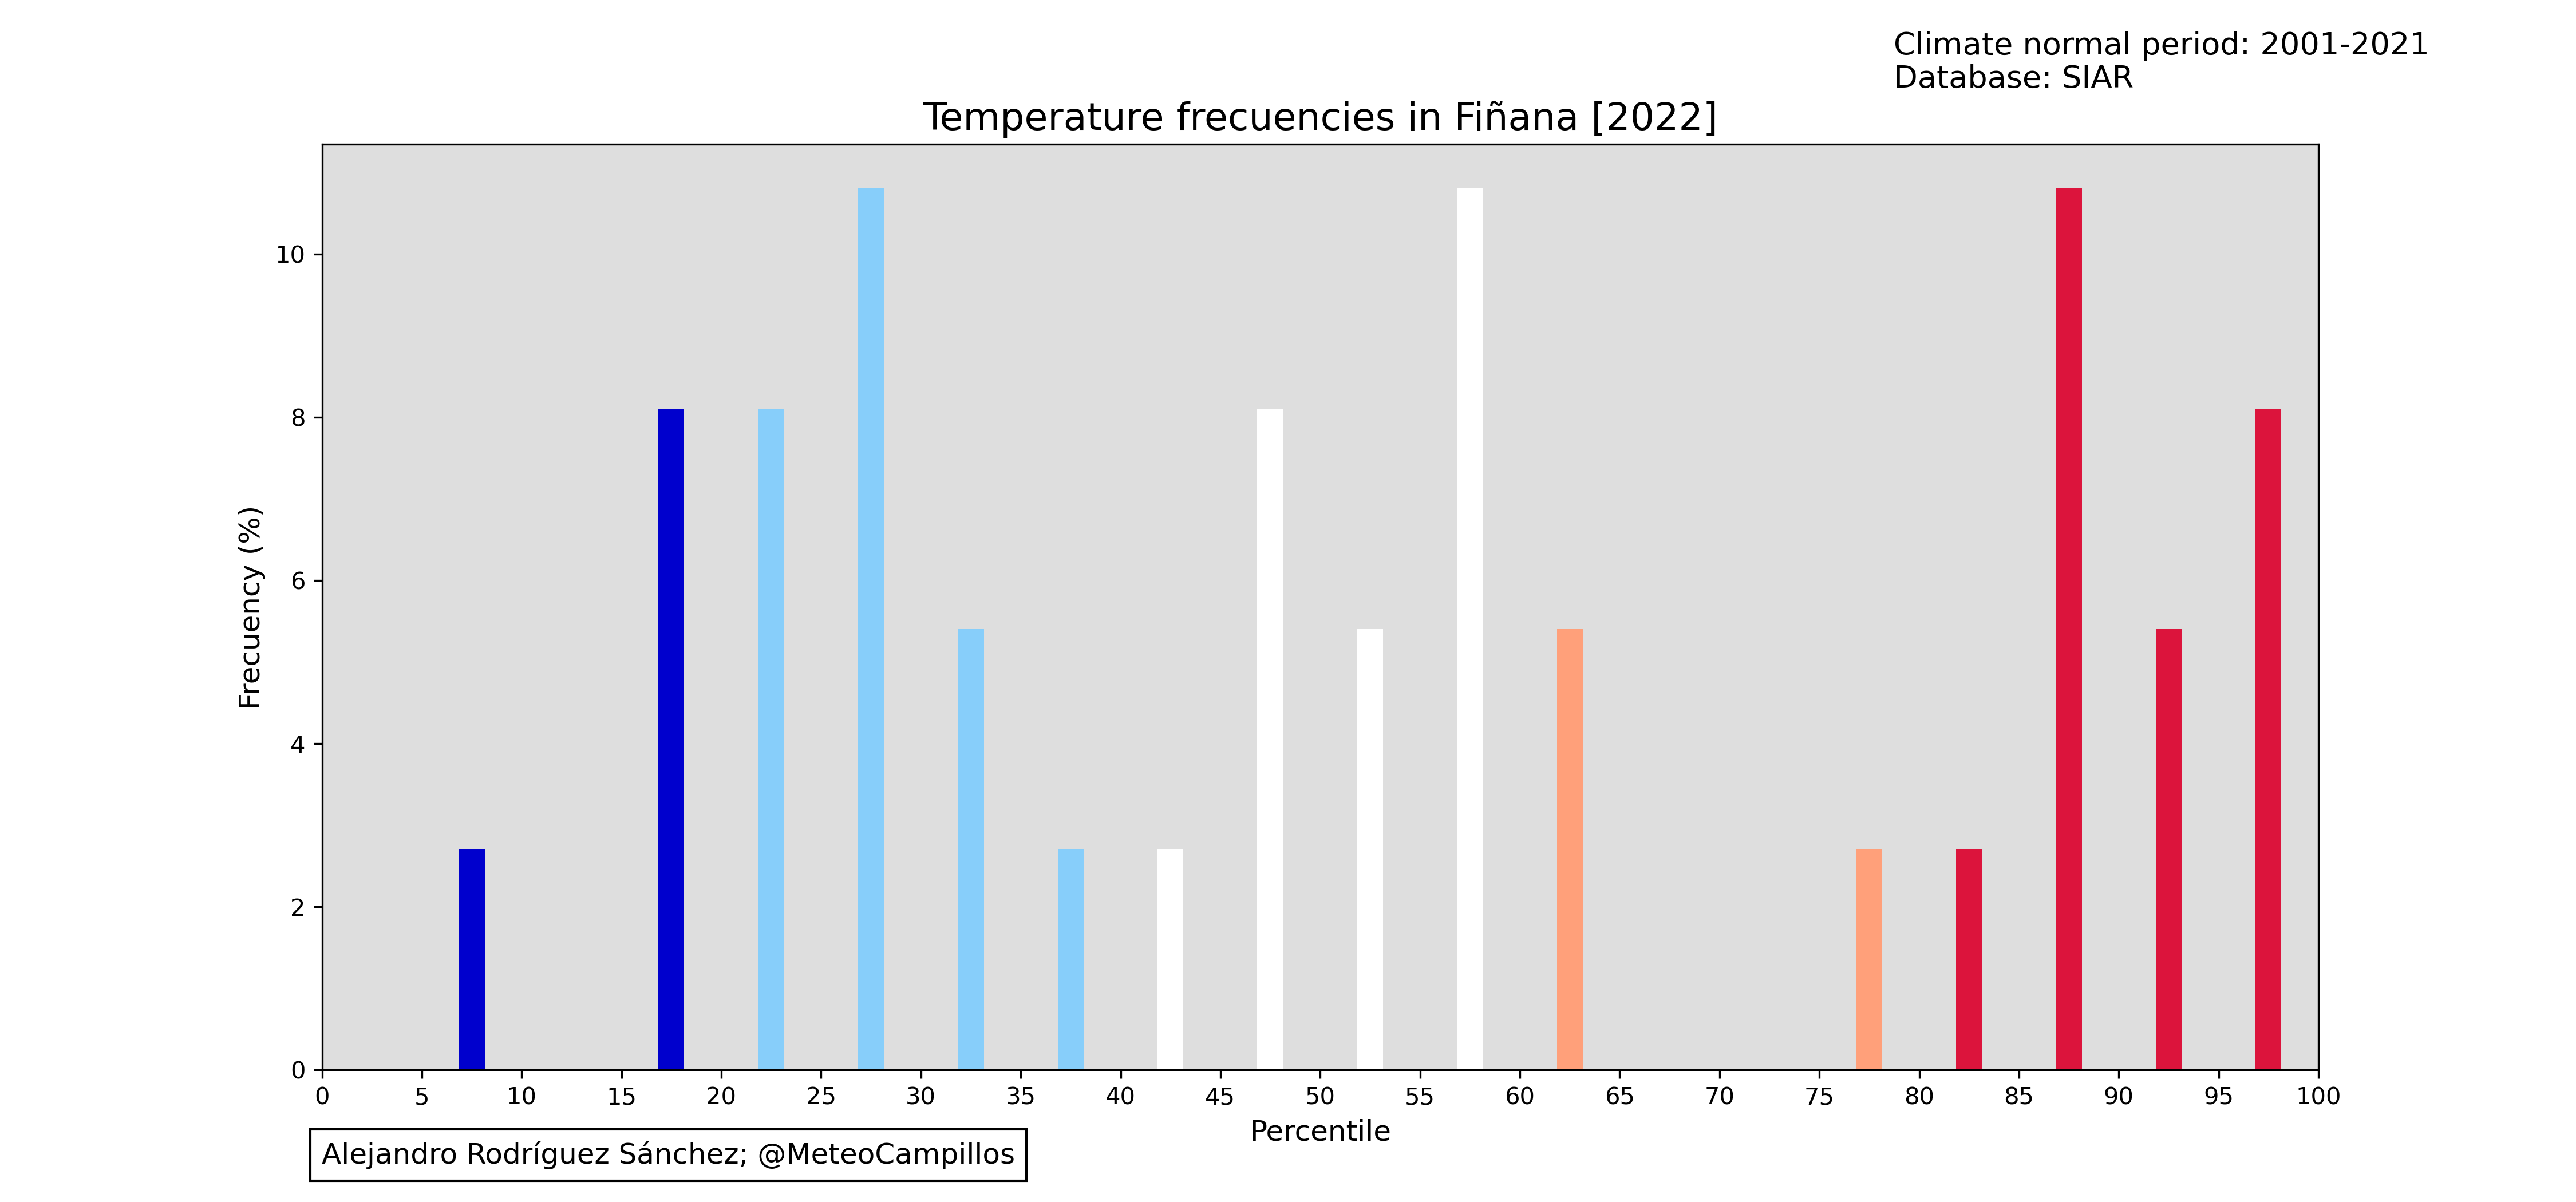 Climate normal period: 2001-2021
Database: SIAR
Temperature frecuencies in Fiñana [2022]
Frecuency (%)
10
8
6
4
2
0
0 5 10 15 20 25 30 35 40 45 50 55 60 65 70 75 80 85 90 95 100
Percentile
Alejandro Rodríguez Sánchez; @MeteoCampillos